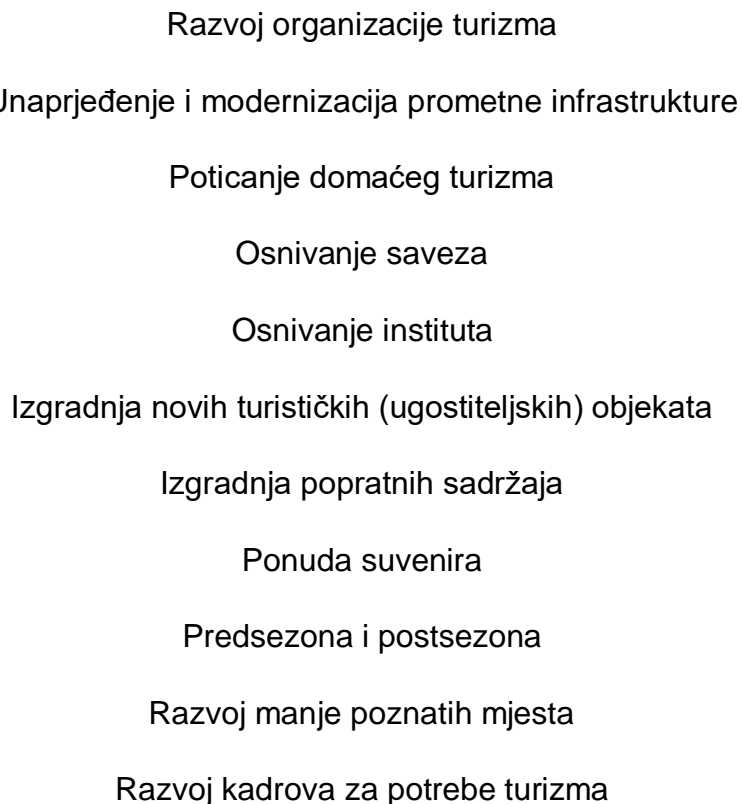 Razvoj organizacije turizma
Unaprjeđenje i modernizacija prometne infrastrukture
Poticanje domaćeg turizma
Osnivanje saveza
Osnivanje instituta
Izgradnja novih turističkih (ugostiteljskih) objekata
Izgradnja popratnih sadržaja
Ponuda suvenira
Predsezona i postsezona
Razvoj manje poznatih mjesta
Razvoj kadrova za potrebe turizma